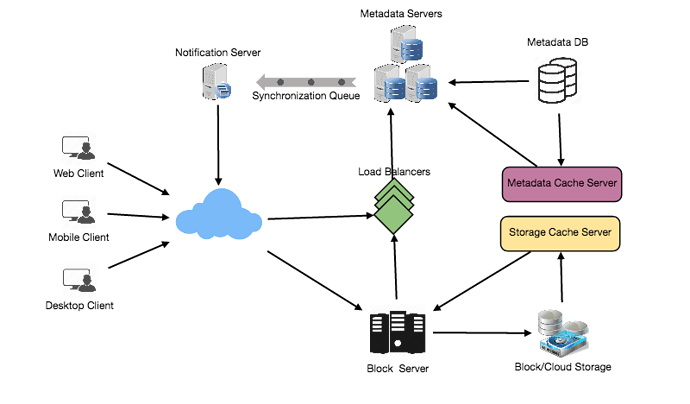 Metadata Servers
Notification Server
Metadata DB
Synchronization Queue
Web Client
Load Balancers
Metadata Cache Server
Mobile Client
Storage Cache Server
Desktop Client
Block Server
Block/Cloud Storage